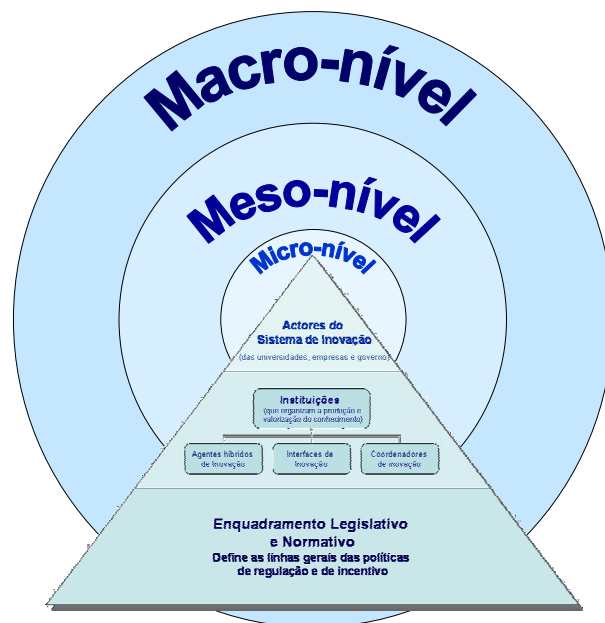 Macro-nível
Meso-nível
Micro-nível
Actores do
Sistema de Inovação
(das universidades, empresas e governo)
Instituições
(que organizam a produção e
valorização do conhecimento)
Agentes híbridos
de Inovação
Interfaces de
Inovação
Coordenadores
de inovação
Enquadramento Legislativo
e Normativo
Define as linhas gerais das políticas
de regulação e de incentivo